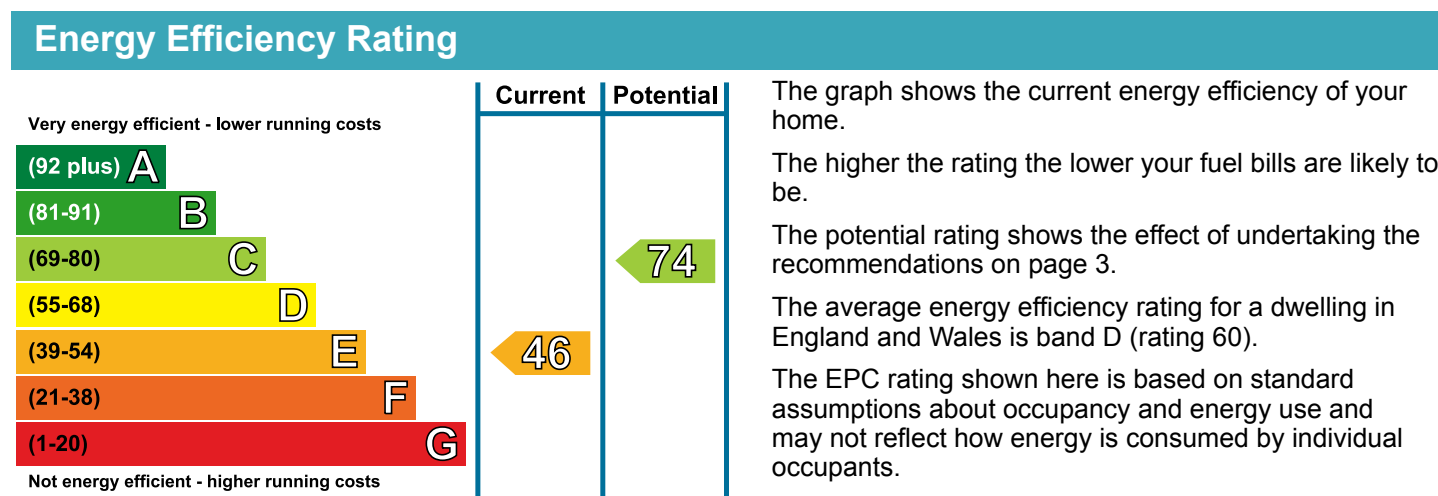 Energy Efficiency Rating
Current Potential
Very energy efficient - lower running costs
(92 plus) A
(81-91) B
(69-80) C
74
(55-68) D
(39-54) E
46
(21-38) F
(1-20) G
Not energy efficient - higher running costs
The graph shows the current energy efficiency of your
home.
The higher the rating the lower your fuel bills are likely to
be.
The potential rating shows the effect of undertaking the
recommendations on page 3.
The average energy efficiency rating for a dwelling in
England and Wales is band D (rating 60).
The EPC rating shown here is based on standard
assumptions about occupancy and energy use and
may not reflect how energy is consumed by individual
occupants.